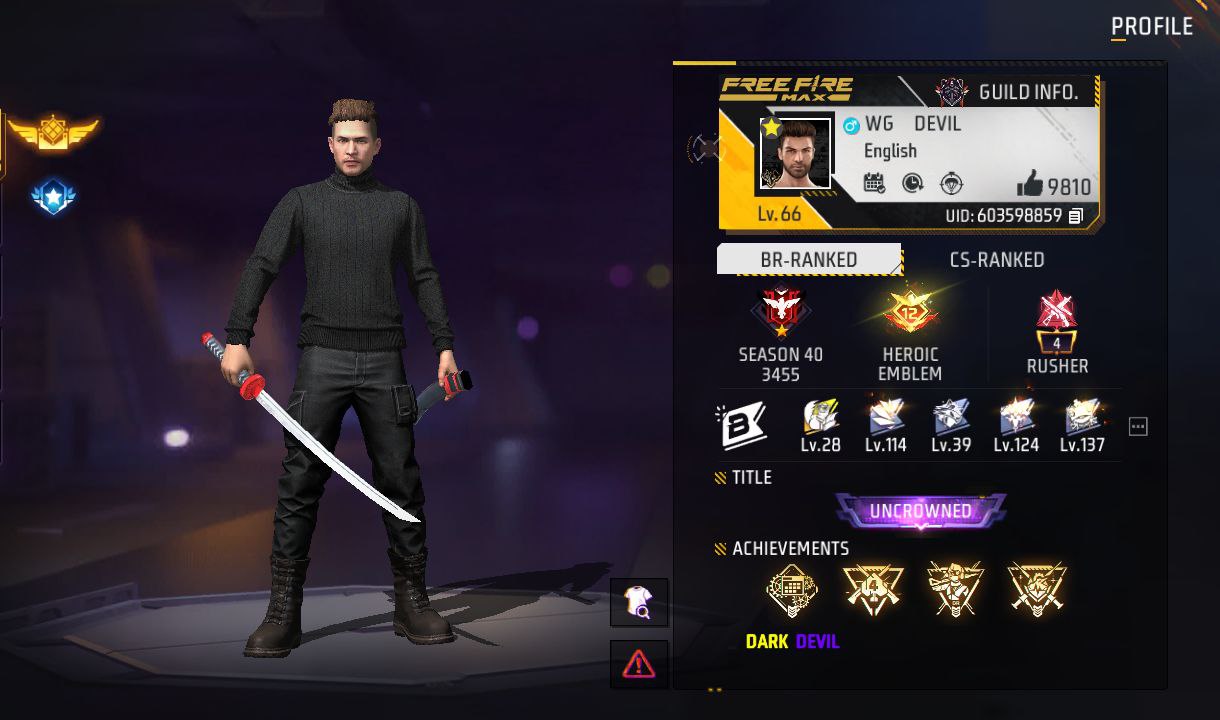 PROFILE
FREE FIRE
MAX
GUILD INFO.
WG DEVIL
English
9810
Lv.66
UID: 603598859
BR-RANKED
CS-RANKED
12
SEASON 40
3455
HEROIC
EMBLEM
4
RUSHER
B
Lv.28
Lv.114
Lv.39
Lv.124
Lv.137
TITLE
UNCROWNED
ACHIEVEMENTS
4
DARK DEVIL